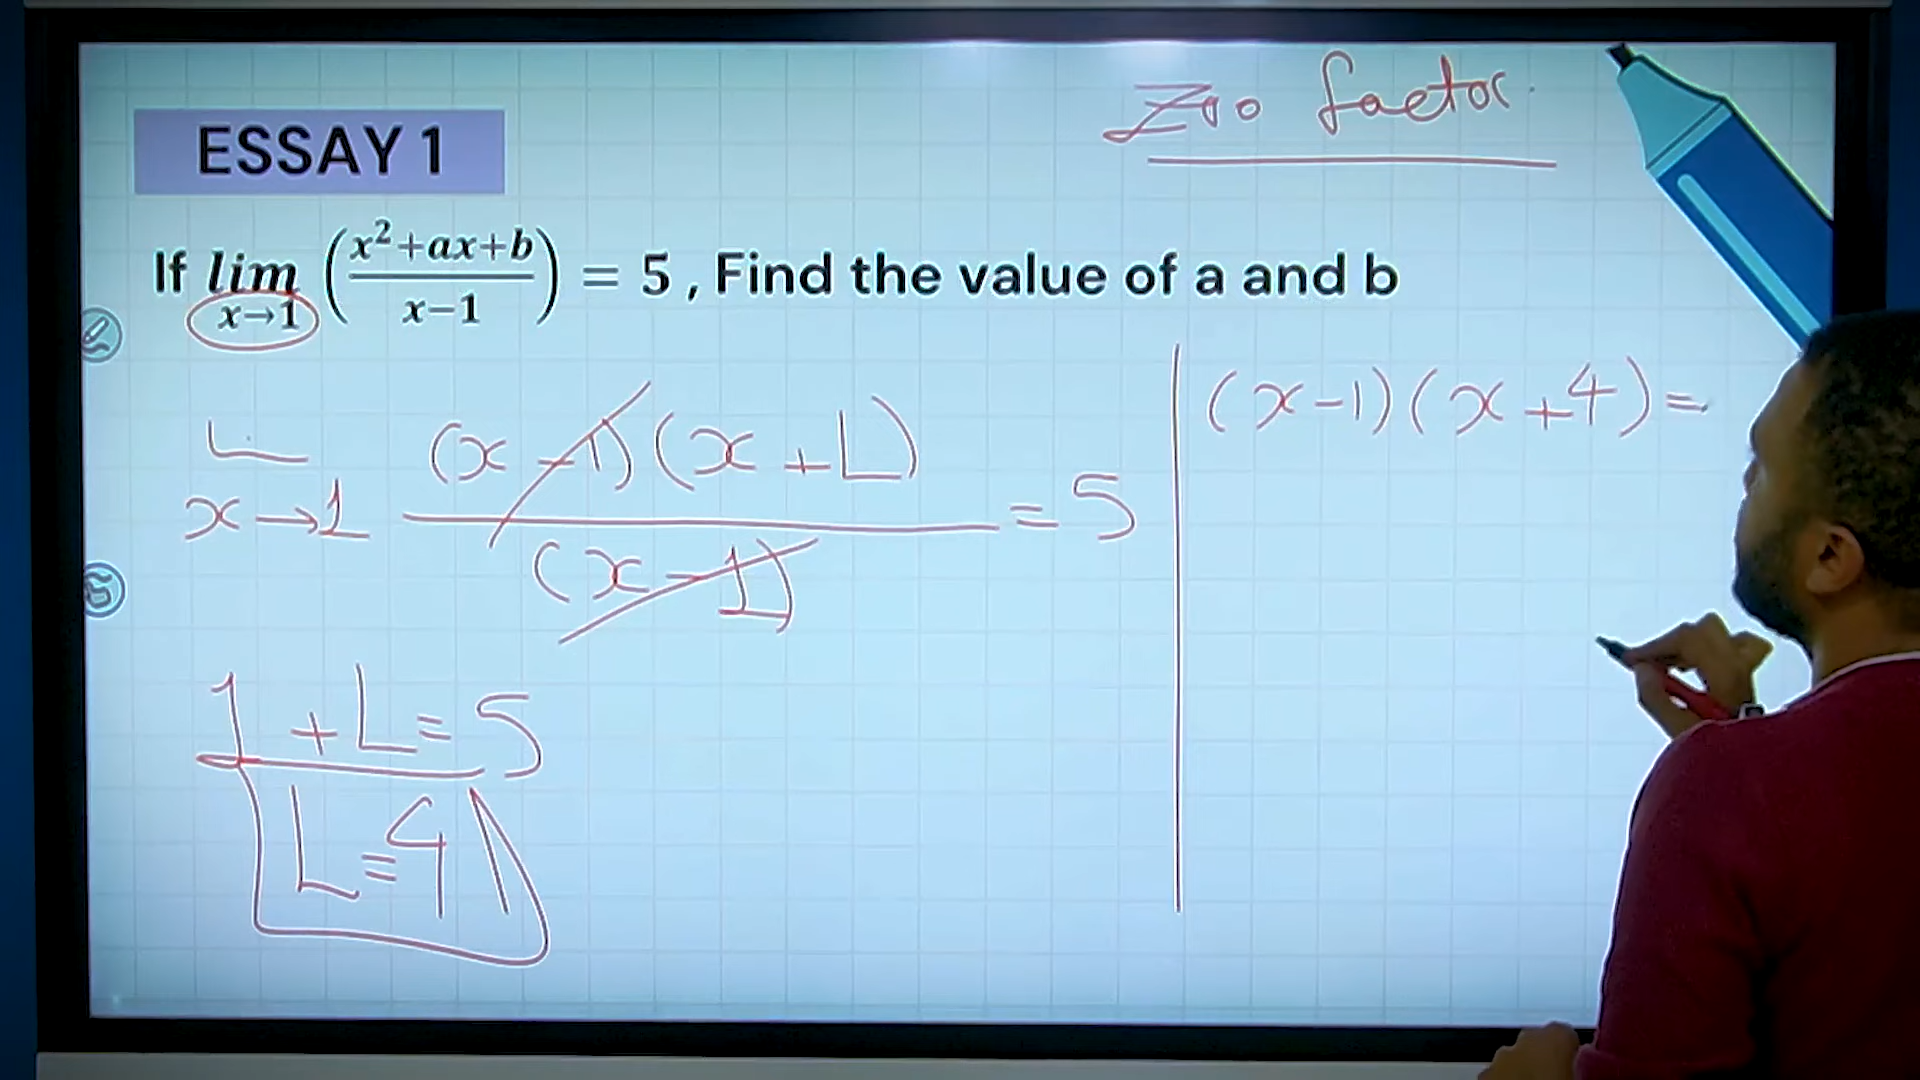 Zero factor
ESSAY 1
If lim x→1 (x²+ax+b / x−1) = 5 , Find the value of a and b
L x→1 (x - 1)(x + L) / (x - 1) = 5
1 + L = 5
L = 4
(x-1)(x+4)=